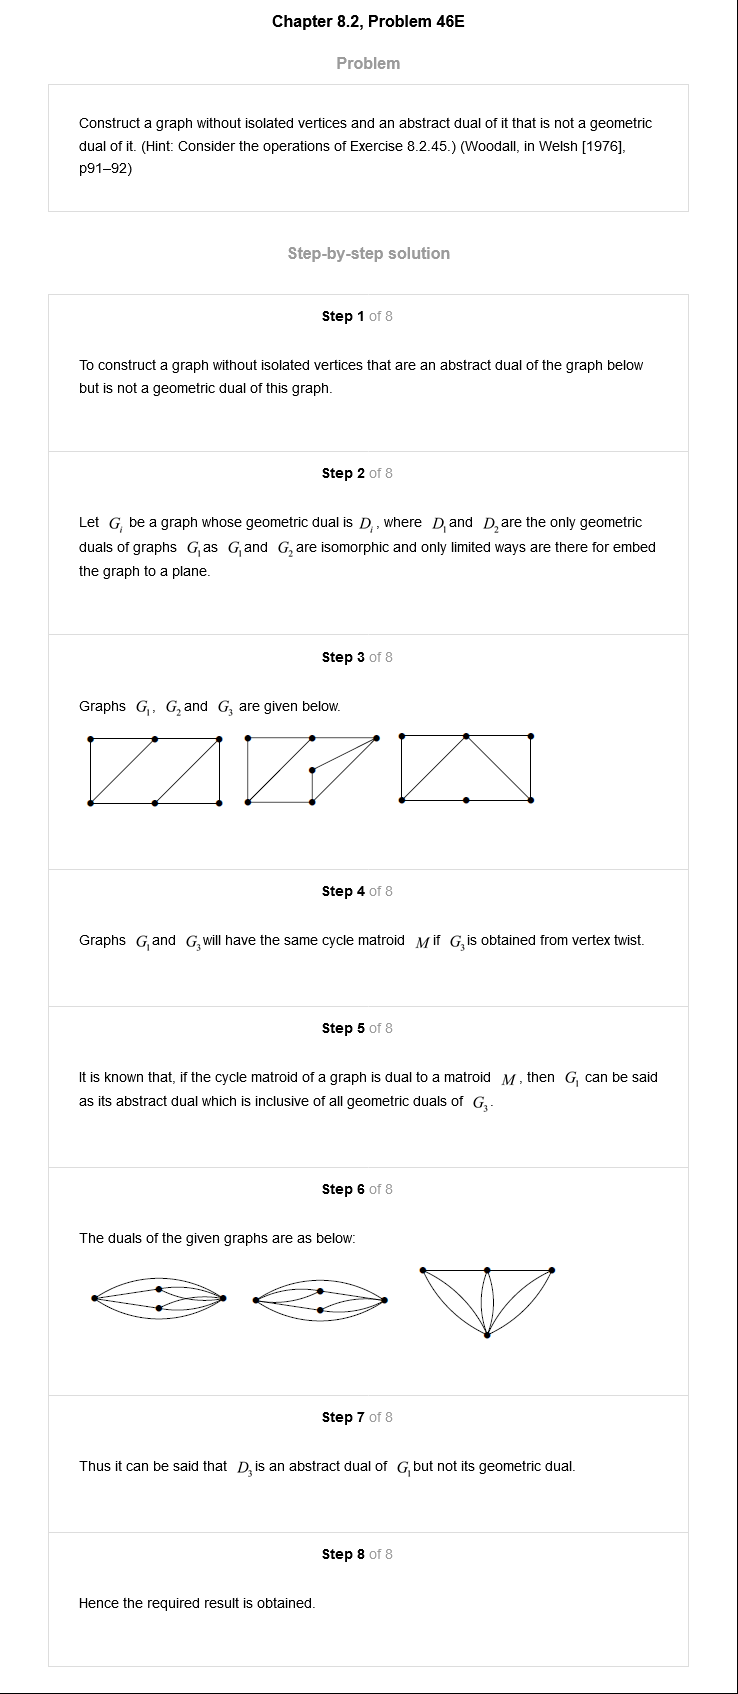 Chapter 8.2, Problem 46E
Problem
Construct a graph without isolated vertices and an abstract dual of it that is not a geometric
dual of it. (Hint: Consider the operations of Exercise 8.2.45.) (Woodall, in Welsh [1976],
p91–92)
Step-by-step solution
Step 1 of 8
To construct a graph without isolated vertices that are an abstract dual of the graph below
but is not a geometric dual of this graph.
Step 2 of 8
Let G_i be a graph whose geometric dual is D_i, where D_1 and D_2 are the only geometric
duals of graphs G_1 as G_1 and G_2 are isomorphic and only limited ways are there for embed
the graph to a plane.
Step 3 of 8
Graphs G_1, G_2 and G_3 are given below.
Step 4 of 8
Graphs G_1 and G_3 will have the same cycle matroid M if G_3 is obtained from vertex twist.
Step 5 of 8
It is known that, if the cycle matroid of a graph is dual to a matroid M, then G_1 can be said
as its abstract dual which is inclusive of all geometric duals of G_3.
Step 6 of 8
The duals of the given graphs are as below:
Step 7 of 8
Thus it can be said that D_3 is an abstract dual of G_1 but not its geometric dual.
Step 8 of 8
Hence the required result is obtained.